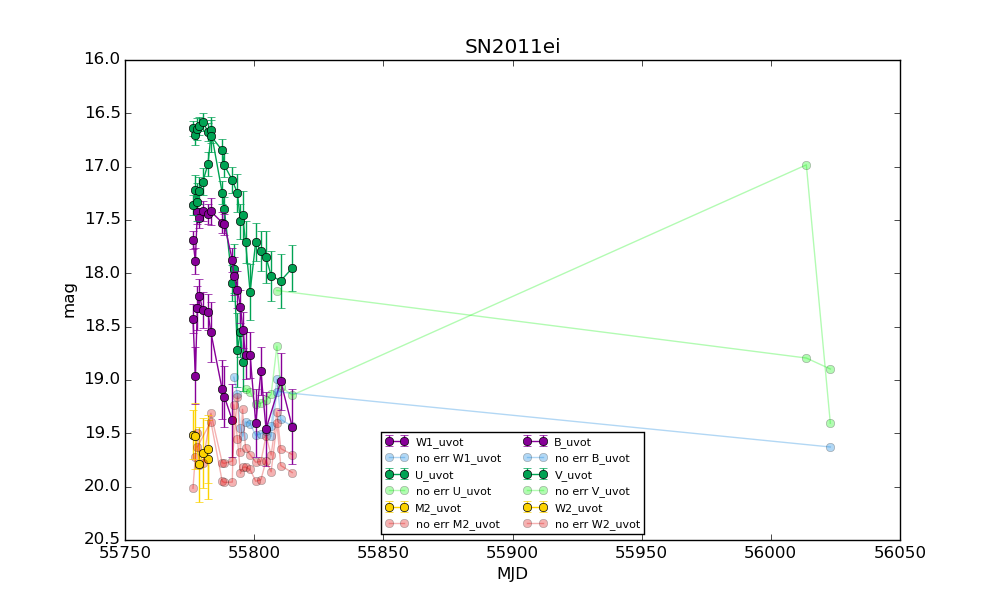 SN2011ei
16.0
16.5
17.0
17.5
18.0
18.5
19.0
19.5
20.0
20.5
mag
W1_uvot B_uvot
no err W1_uvot no err B_uvot
U_uvot V_uvot
no err U_uvot no err V_uvot
M2_uvot W2_uvot
no err M2_uvot no err W2_uvot
55750 55800 55850 55900 55950 56000 56050
MJD